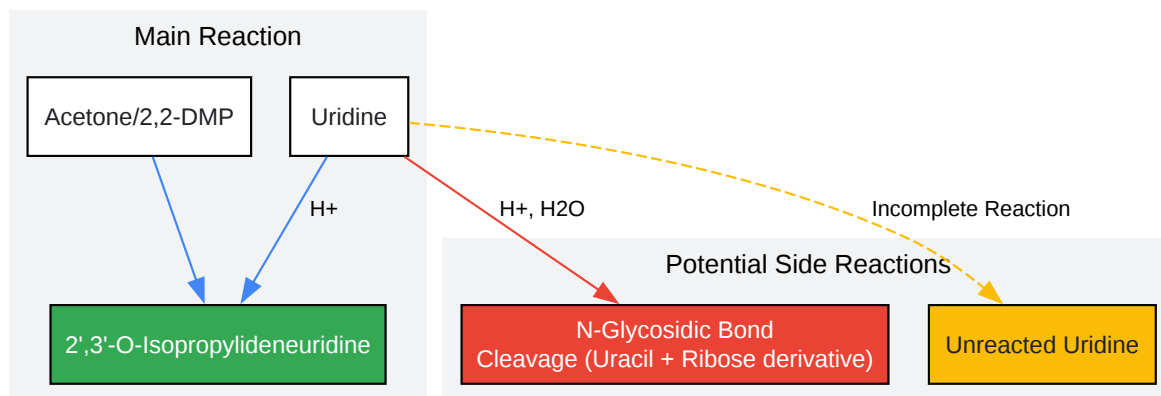 Main Reaction
Acetone/2,2-DMP
Uridine
H+
H+, H2O
Incomplete Reaction
Potential Side Reactions
2',3'-O-Isopropylideneuridine
N-Glycosidic Bond
Cleavage (Uracil + Ribose derivative)
Unreacted Uridine